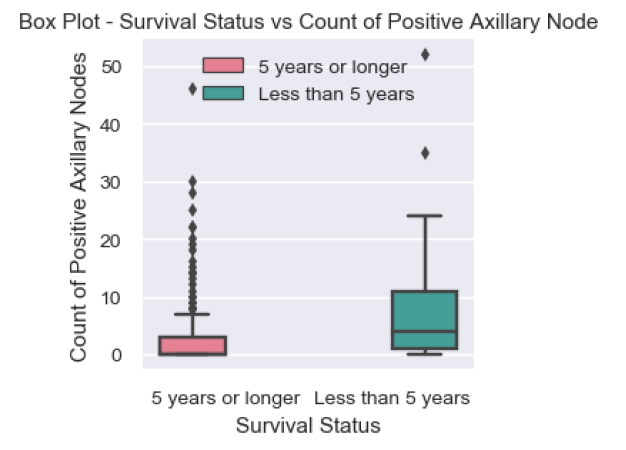 Box Plot - Survival Status vs Count of Positive Axillary Node
Count of Positive Axillary Nodes
50
40
30
20
10
0
5 years or longer
Less than 5 years
5 years or longer Less than 5 years
Survival Status